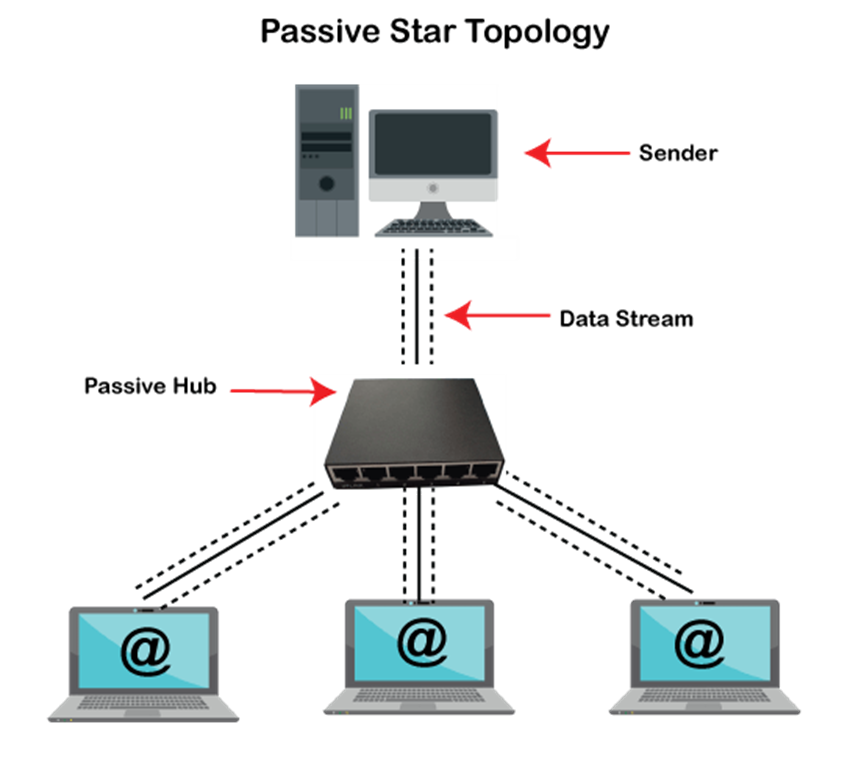 Passive Star Topology
Sender
Data Stream
Passive Hub
@
@
@